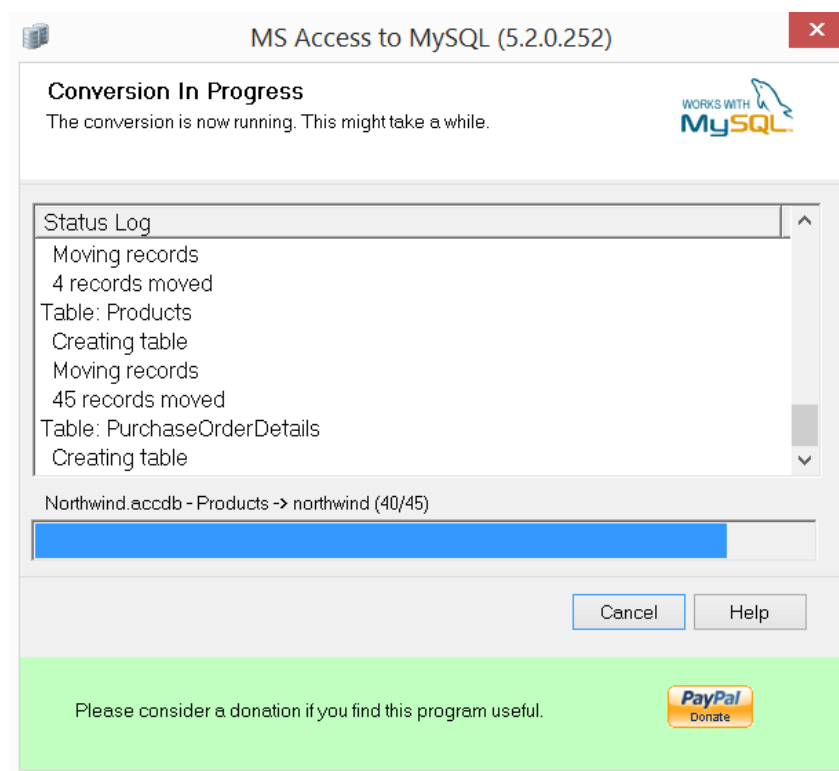 MS Access to MySQL (5.2.0.252)
Conversion In Progress
The conversion is now running. This might take a while.
WORKS WITH
MySQL
Status Log
Moving records
4 records moved
Table: Products
Creating table
Moving records
45 records moved
Table: PurchaseOrderDetails
Creating table
Northwind.accdb - Products -> northwind (40/45)
Cancel
Help
Please consider a donation if you find this program useful.
PayPal
Donate